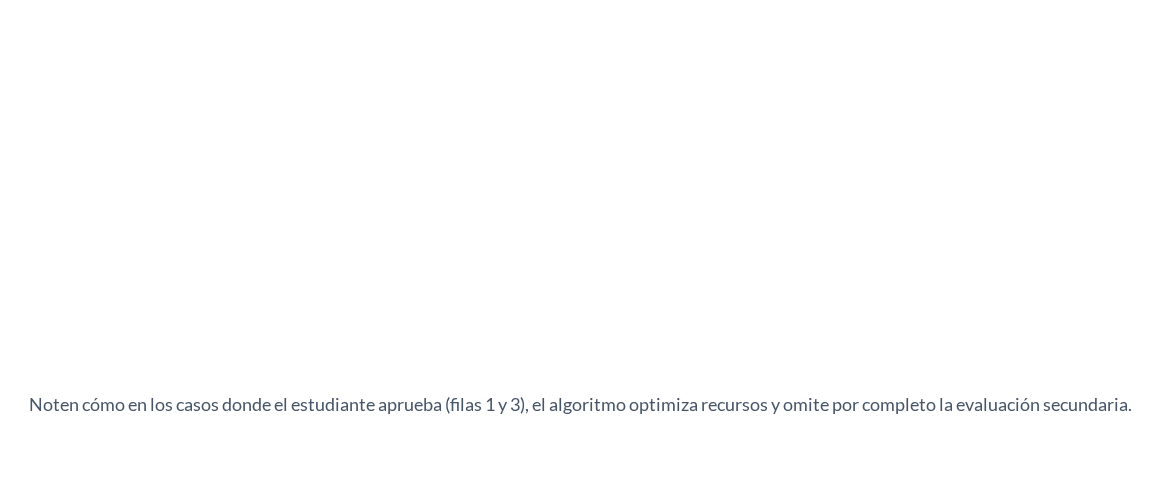 Noten cómo en los casos donde el estudiante aprueba (filas 1 y 3), el algoritmo optimiza recursos y omite por completo la evaluación secundaria.